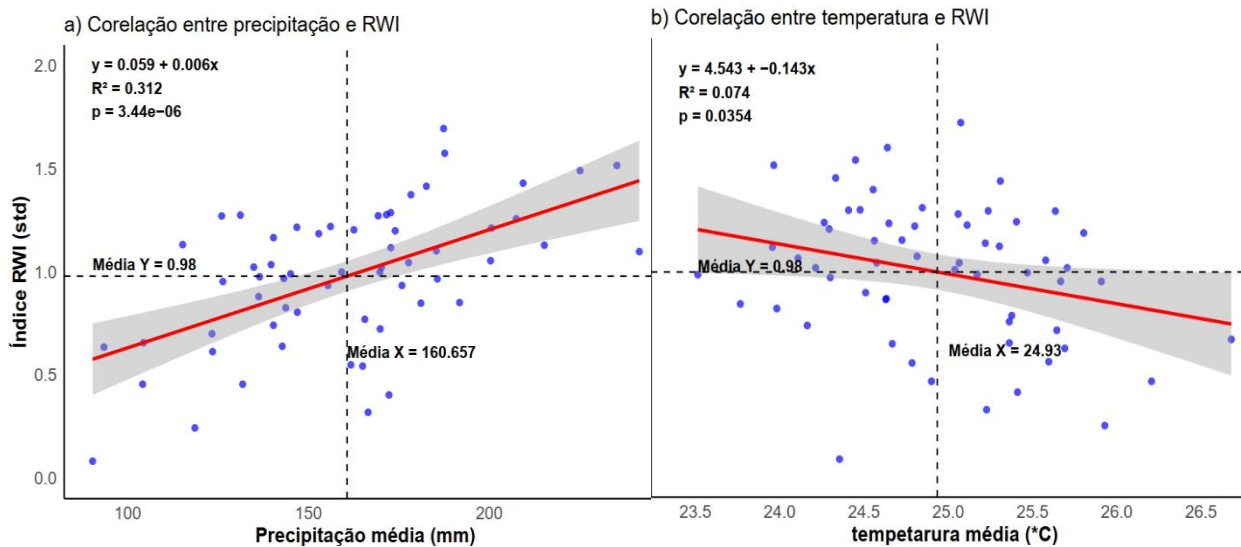 a) Corelação entre precipitação e RWI
y = 0.059 + 0.006x
R² = 0.312
p = 3.44e−06
Média Y = 0.98
Média X = 160.657
Índice RWI (std)
2.0
1.5
1.0
0.5
0.0
100 150 200
Precipitação média (mm)
b) Corelação entre temperatura e RWI
y = 4.543 + −0.143x
R² = 0.074
p = 0.0354
Média Y = 0.98
Média X = 24.93
23.5 24.0 24.5 25.0 25.5 26.0 26.5
tempetarura média (*C)